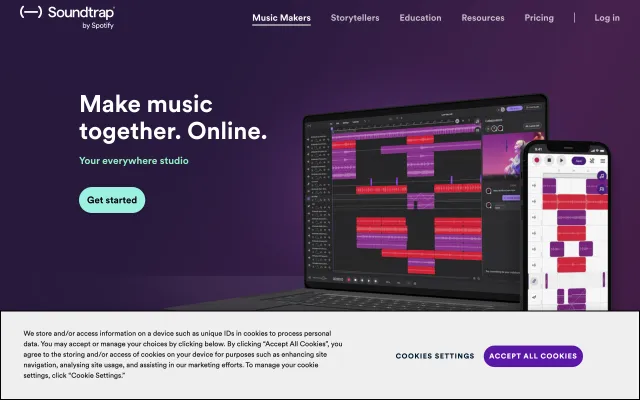 Soundtrap
by Spotify
Music Makers Storytellers Education Resources Pricing | Log in
Make music
together. Online.
Your everywhere studio
Get started
We store and/or access information on a device such as unique IDs in cookies to process personal
data. You may accept or manage your choices by clicking below. By clicking "Accept All Cookies", you
agree to the storing and/or access of cookies on your device for purposes such as enhancing site
navigation, analysing site usage, and assisting in our marketing efforts. To manage your cookie
settings, click "Cookie Settings."
COOKIES SETTINGS ACCEPT ALL COOKIES